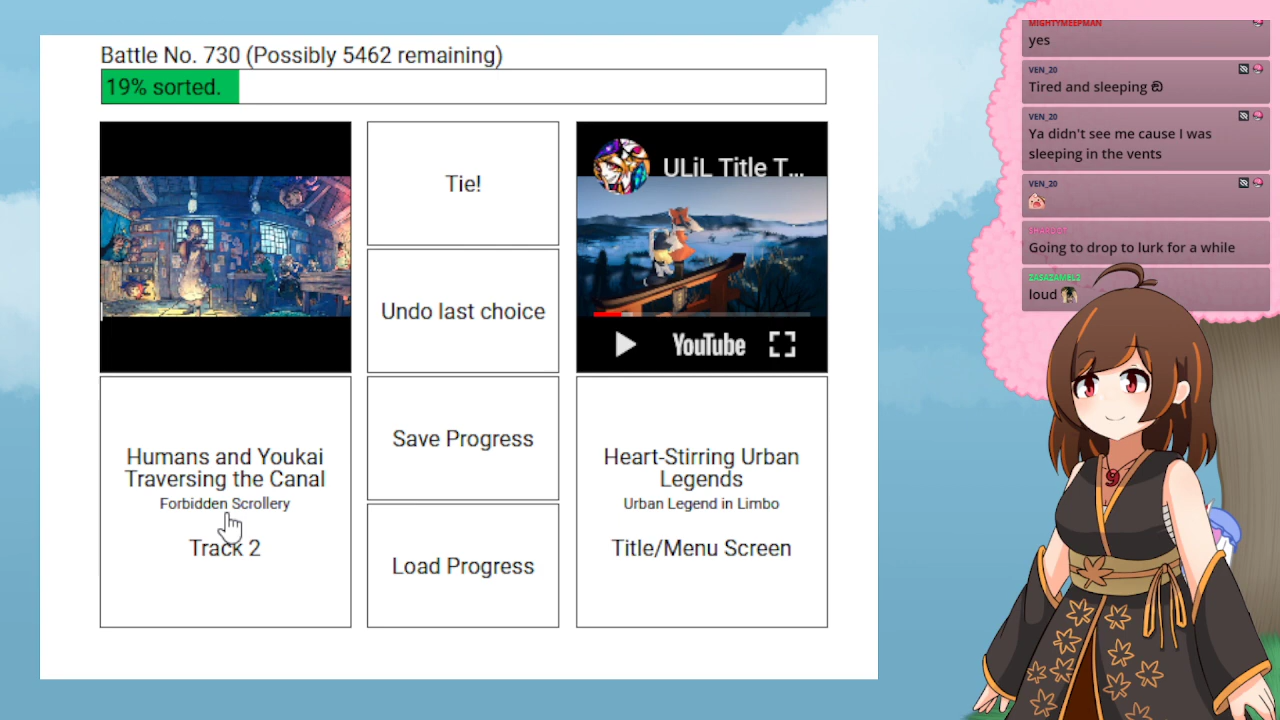 Battle No. 730 (Possibly 5462 remaining)
19% sorted.
Tie!
Undo last choice
Save Progress
Load Progress
Humans and Youkai
Traversing the Canal
Forbidden Scrollery
Track 2
ULiL Title T...
YouTube
Heart-Stirring Urban
Legends
Urban Legend in Limbo
Title/Menu Screen
MIGHTYMEEPMAN
yes
VEN_20
Tired and sleeping
VEN_20
Ya didn't see me cause I was
sleeping in the vents
VEN_20
Going to drop to lurk for a while
ZASAZAMEL2
loud
9